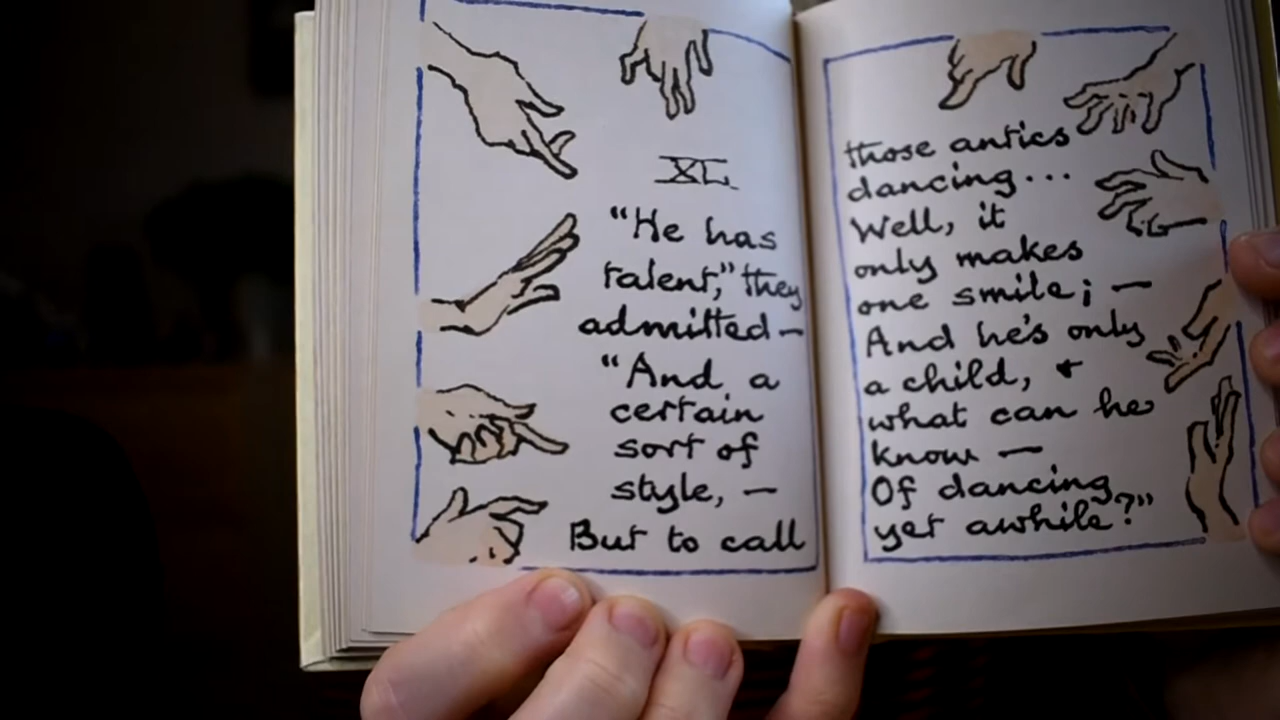 XL.
“He has
talent,” they
admitted —
“And a
certain
sort of
style, —
But to call
those antics
dancing...
Well, it
only makes
one smile; —
And he's only
a child, &
what can he
know —
Of dancing
yet awhile?”